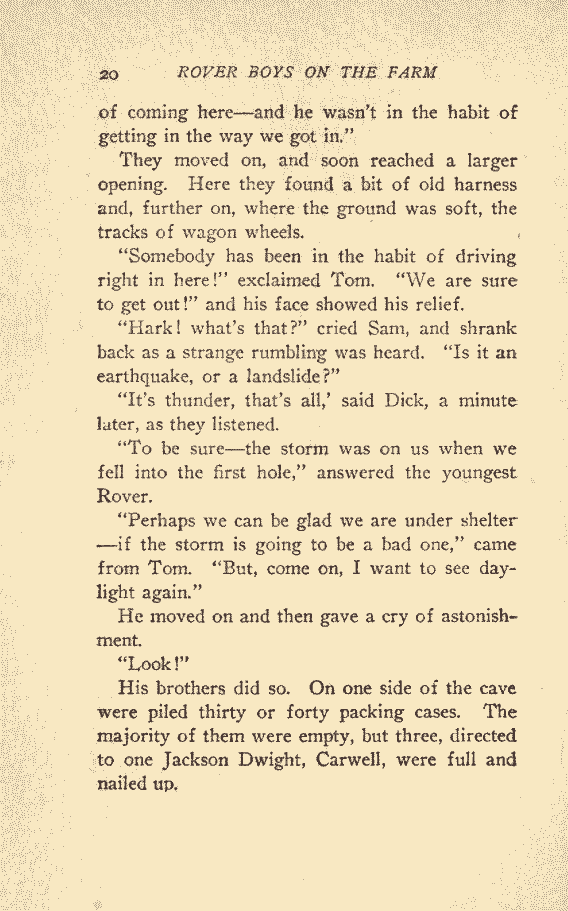 20 ROVER BOYS ON THE FARM
of coming here—and he wasn't in the habit of
getting in the way we got in."
They moved on, and soon reached a larger
opening. Here they found a bit of old harness
and, further on, where the ground was soft, the
tracks of wagon wheels.
"Somebody has been in the habit of driving
right in here!" exclaimed Tom. "We are sure
to get out!" and his face showed his relief.
"Hark! what's that?" cried Sam, and shrank
back as a strange rumbling was heard. "Is it an
earthquake, or a landslide?"
"It's thunder, that's all,' said Dick, a minute
later, as they listened.
"To be sure—the storm was on us when we
fell into the first hole," answered the youngest
Rover.
"Perhaps we can be glad we are under shelter
—if the storm is going to be a bad one," came
from Tom. "But, come on, I want to see day-
light again."
He moved on and then gave a cry of astonish-
ment.
"Look!"
His brothers did so. On one side of the cave
were piled thirty or forty packing cases. The
majority of them were empty, but three, directed
to one Jackson Dwight, Carwell, were full and
nailed up.